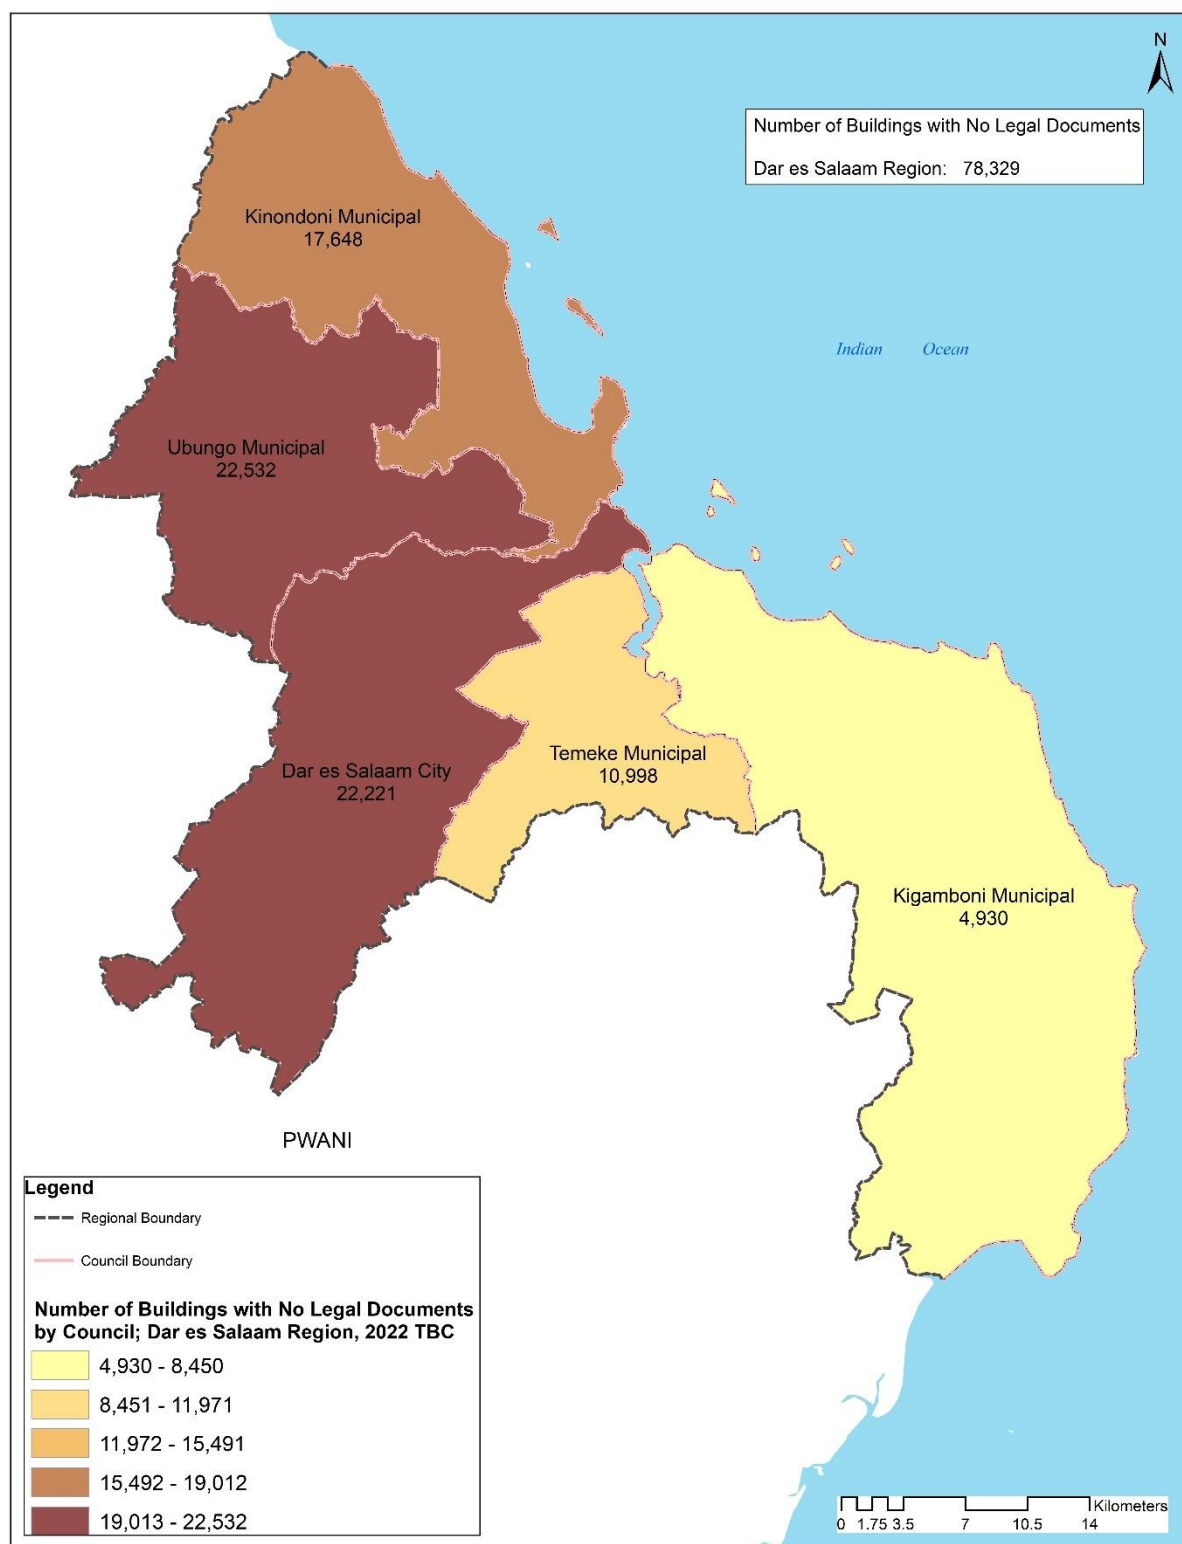 N
Number of Buildings with No Legal Documents
Dar es Salaam Region: 78,329
Kinondoni Municipal
17,648
Indian Ocean
Ubungo Municipal
22,532
Temeke Municipal
10,998
Dar es Salaam City
22,221
Kigamboni Municipal
4,930
PWANI
Legend
Regional Boundary
Council Boundary
Number of Buildings with No Legal Documents
by Council; Dar es Salaam Region, 2022 TBC
4,930 - 8,450
8,451 - 11,971
11,972 - 15,491
15,492 - 19,012
19,013 - 22,532
Kilometers
0 1.75 3.5 7 10.5 14